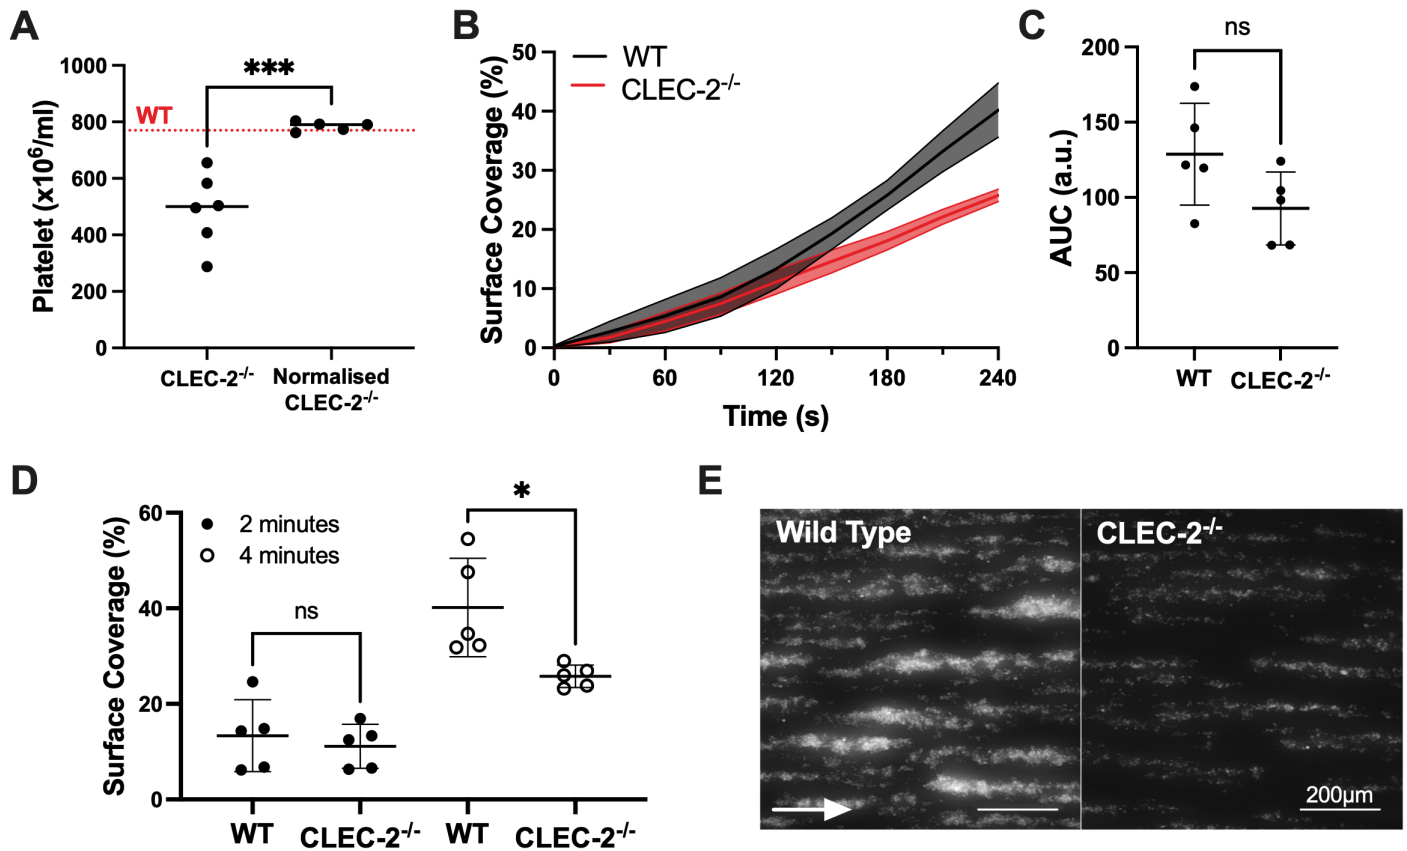 A
Platelet (x10⁶/ml)
1000
800
600
400
200
0
WT
***
CLEC-2⁻/⁻
Normalised
CLEC-2⁻/⁻
B
Surface Coverage (%)
50
40
30
20
10
0
WT
CLEC-2⁻/⁻
0
60
120
180
240
Time (s)
C
AUC (a.u.)
200
150
100
50
0
ns
WT
CLEC-2⁻/⁻
D
Surface Coverage (%)
60
40
20
0
2 minutes
4 minutes
ns
*
WT
CLEC-2⁻/⁻
WT
CLEC-2⁻/⁻
E
Wild Type
CLEC-2⁻/⁻
200µm